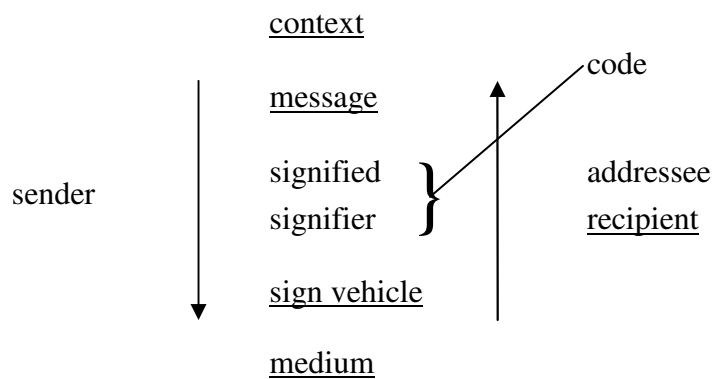 context
code
message
signified
addressee
sender
signifier
recipient
sign vehicle
medium